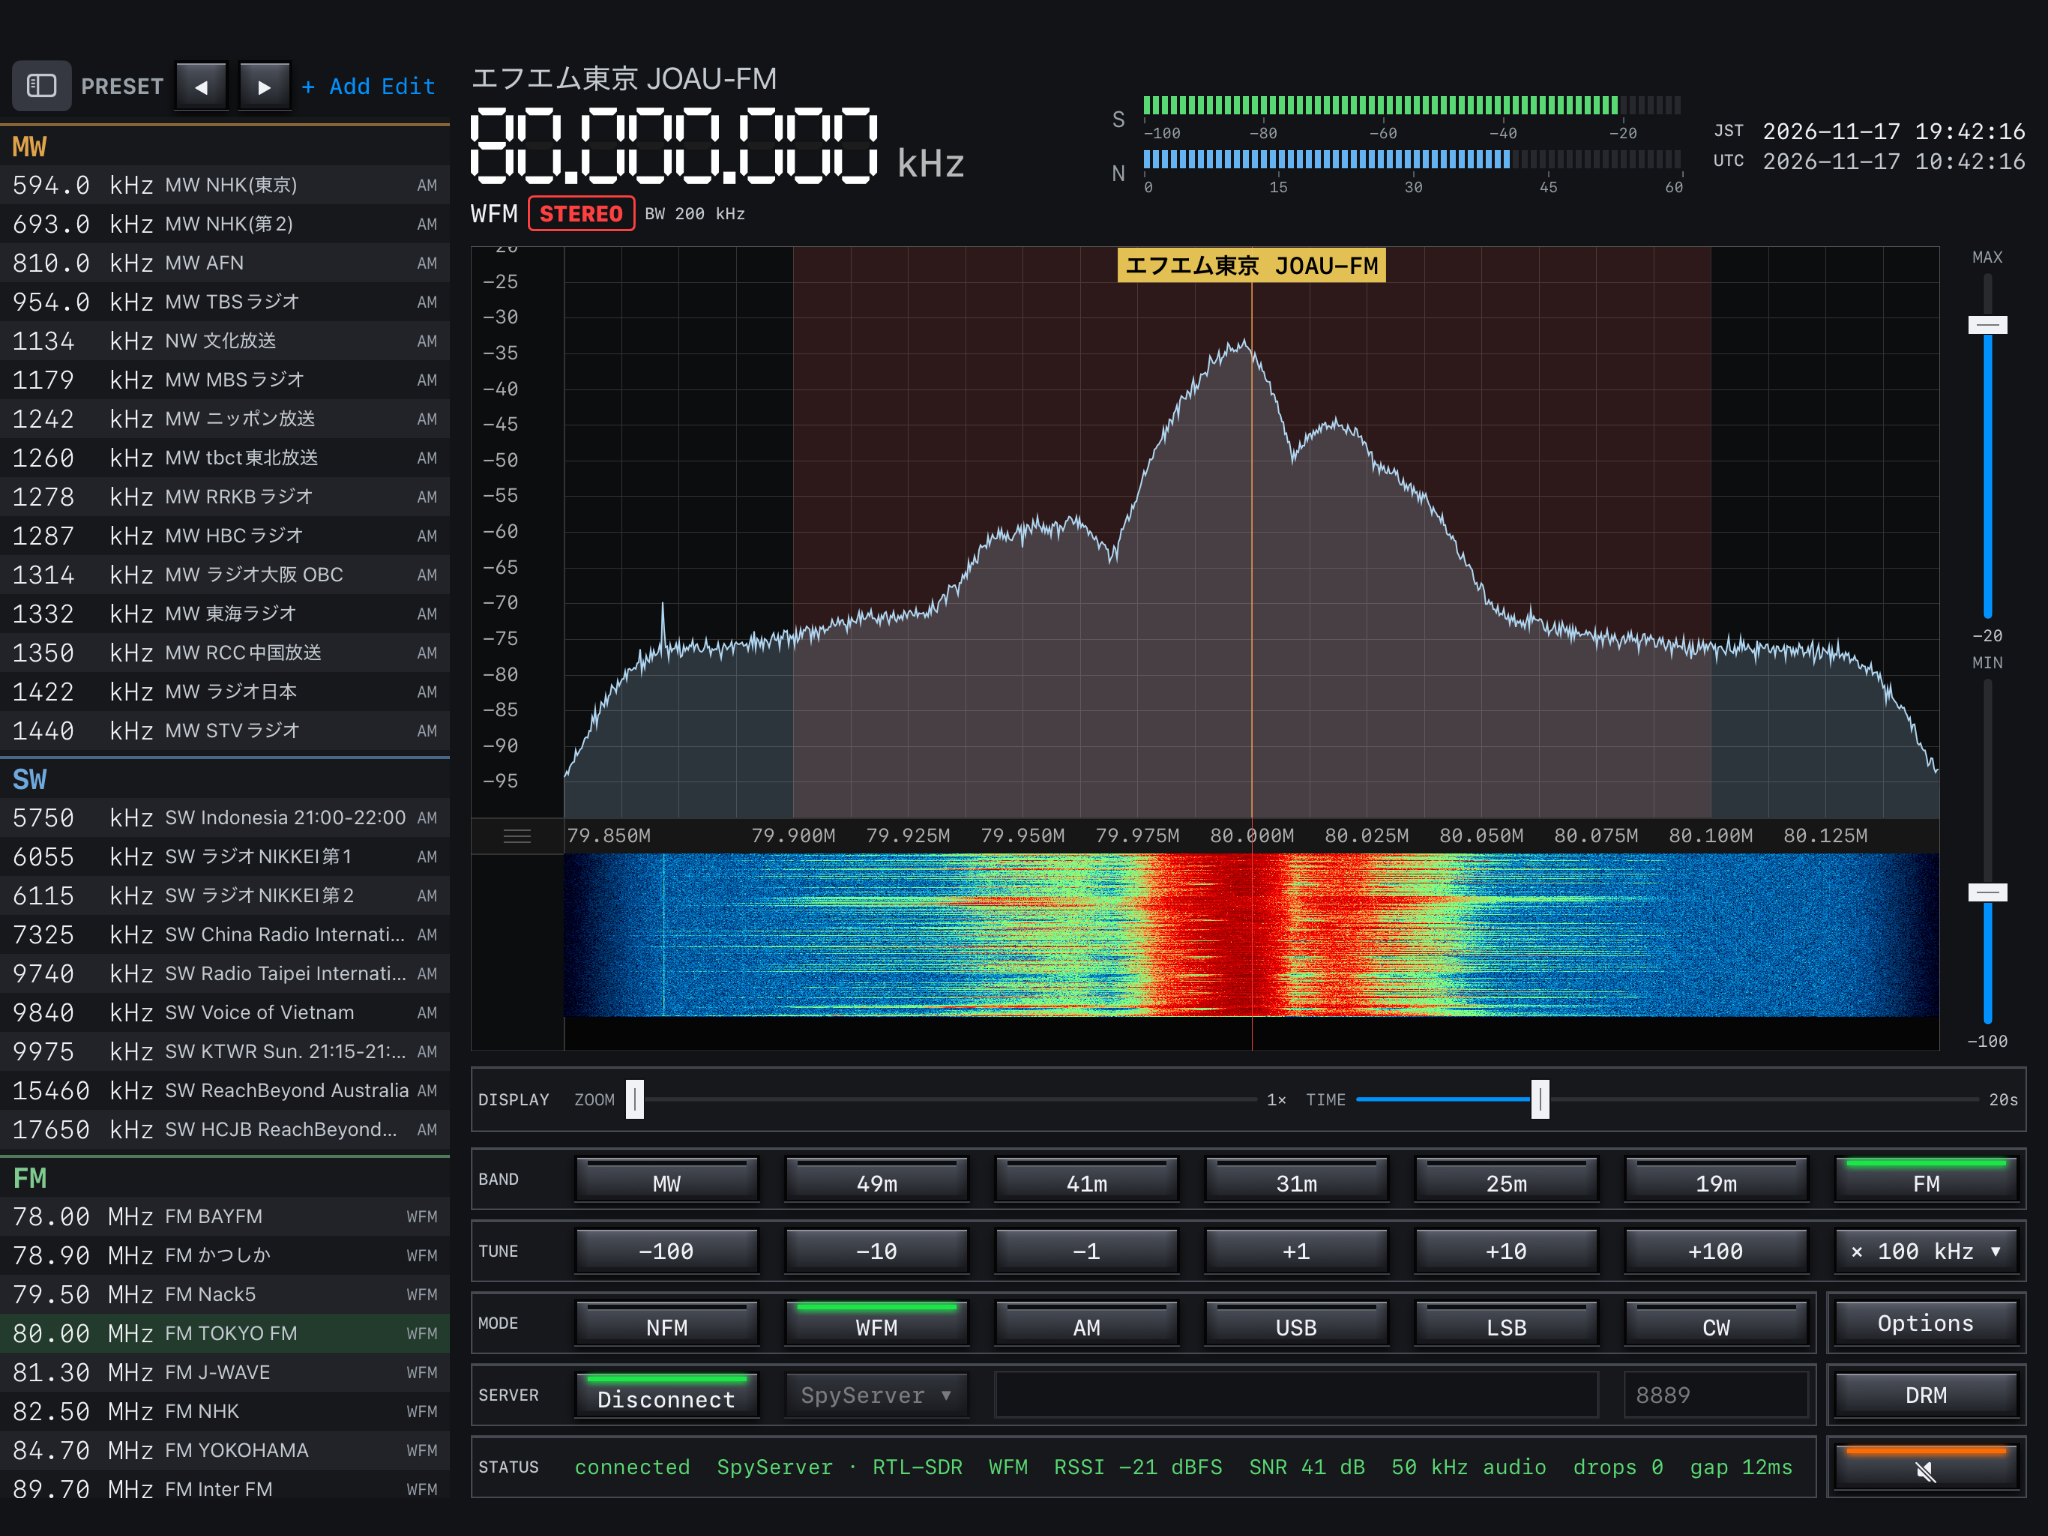 PRESET ◀ ▶ + Add Edit
MW
594.0 kHz MW NHK(東京) AM
693.0 kHz MW NHK(第2) AM
810.0 kHz MW AFN AM
954.0 kHz MW TBSラジオ AM
1134 kHz NW 文化放送 AM
1179 kHz MW MBSラジオ AM
1242 kHz MW ニッポン放送 AM
1260 kHz MW tbct東北放送 AM
1278 kHz MW RRKBラジオ AM
1287 kHz MW HBCラジオ AM
1314 kHz MW ラジオ大阪 OBC AM
1332 kHz MW 東海ラジオ AM
1350 kHz MW RCC中国放送 AM
1422 kHz MW ラジオ日本 AM
1440 kHz MW STVラジオ AM
SW
5750 kHz SW Indonesia 21:00-22:00 AM
6055 kHz SW ラジオNIKKEI第1 AM
6115 kHz SW ラジオNIKKEI第2 AM
7325 kHz SW China Radio Internati... AM
9740 kHz SW Radio Taipei Internati... AM
9840 kHz SW Voice of Vietnam AM
9975 kHz SW KTWR Sun. 21:15-21:... AM
15460 kHz SW ReachBeyond Australia AM
17650 kHz SW HCJB ReachBeyond... AM
FM
78.00 MHz FM BAYFM WFM
78.90 MHz FM かつしか WFM
79.50 MHz FM Nack5 WFM
80.00 MHz FM TOKYO FM WFM
81.30 MHz FM J-WAVE WFM
82.50 MHz FM NHK WFM
84.70 MHz FM YOKOHAMA WFM
89.70 MHz FM Inter FM WFM
エフエム東京 JOAU-FM
80.000.000 kHz
WFM STEREO BW 200 kHz
S
-100 -80 -60 -40 -20
N
0 15 30 45 60
JST 2026-11-17 19:42:16
UTC 2026-11-17 10:42:16
エフエム東京 JOAU-FM
-20
-25
-30
-35
-40
-45
-50
-55
-60
-65
-70
-75
-80
-85
-90
-95
79.850M 79.900M 79.925M 79.950M 79.975M 80.000M 80.025M 80.050M 80.075M 80.100M 80.125M
MAX
-20
MIN
-100
DISPLAY ZOOM 1× TIME 20s
BAND MW 49m 41m 31m 25m 19m FM
TUNE -100 -10 -1 +1 +10 +100 × 100 kHz ▼
MODE NFM WFM AM USB LSB CW Options
SERVER Disconnect SpyServer ▼ 8889 DRM
STATUS connected SpyServer · RTL-SDR WFM RSSI -21 dBFS SNR 41 dB 50 kHz audio drops 0 gap 12ms